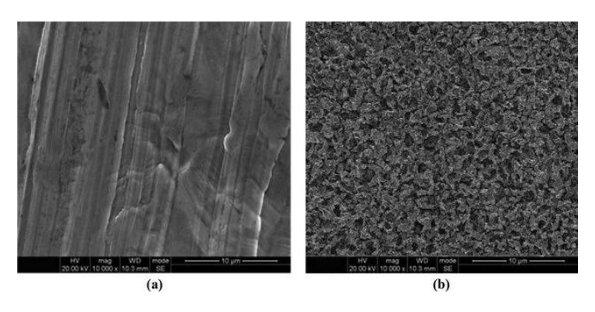 HV mag WD mode 10 µm
20.00 kV 10 000 x 10.3 mm SE
HV mag WD mode 10 µm
20.00 kV 10 000 x 10.3 mm SE
(a) (b)